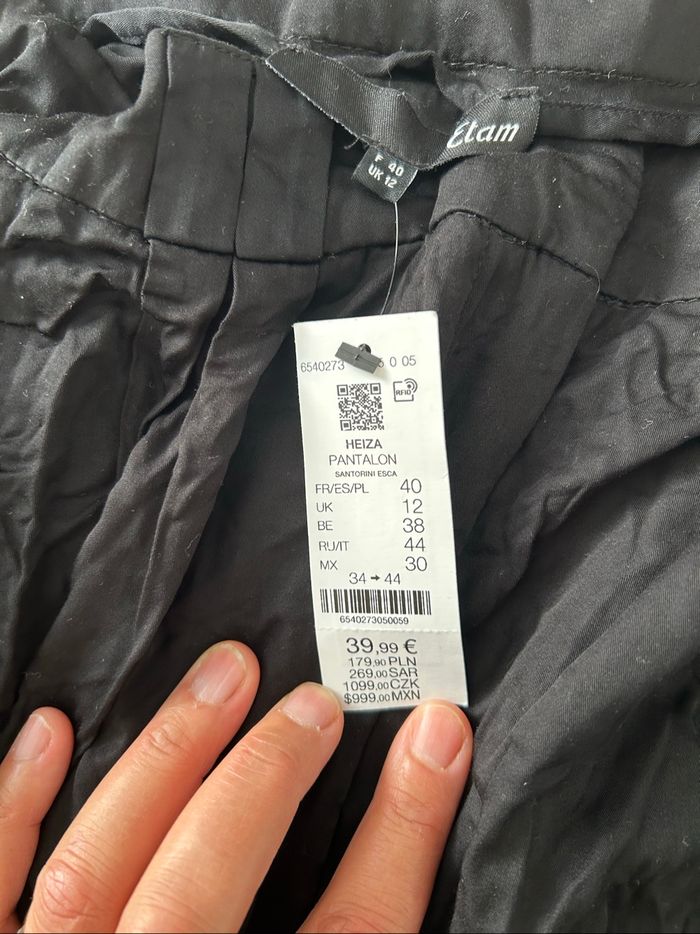 Etam
F 40
UK 12
6540273 0 05
RFID
HEIZA
PANTALON
SANTORINI ESCA
FR/ES/PL 40
UK 12
BE 38
RU/IT 44
MX 30
34 → 44
6540273050059
39,99 €
179,90 PLN
269,00 SAR
1099,00 CZK
$999,00 MXN